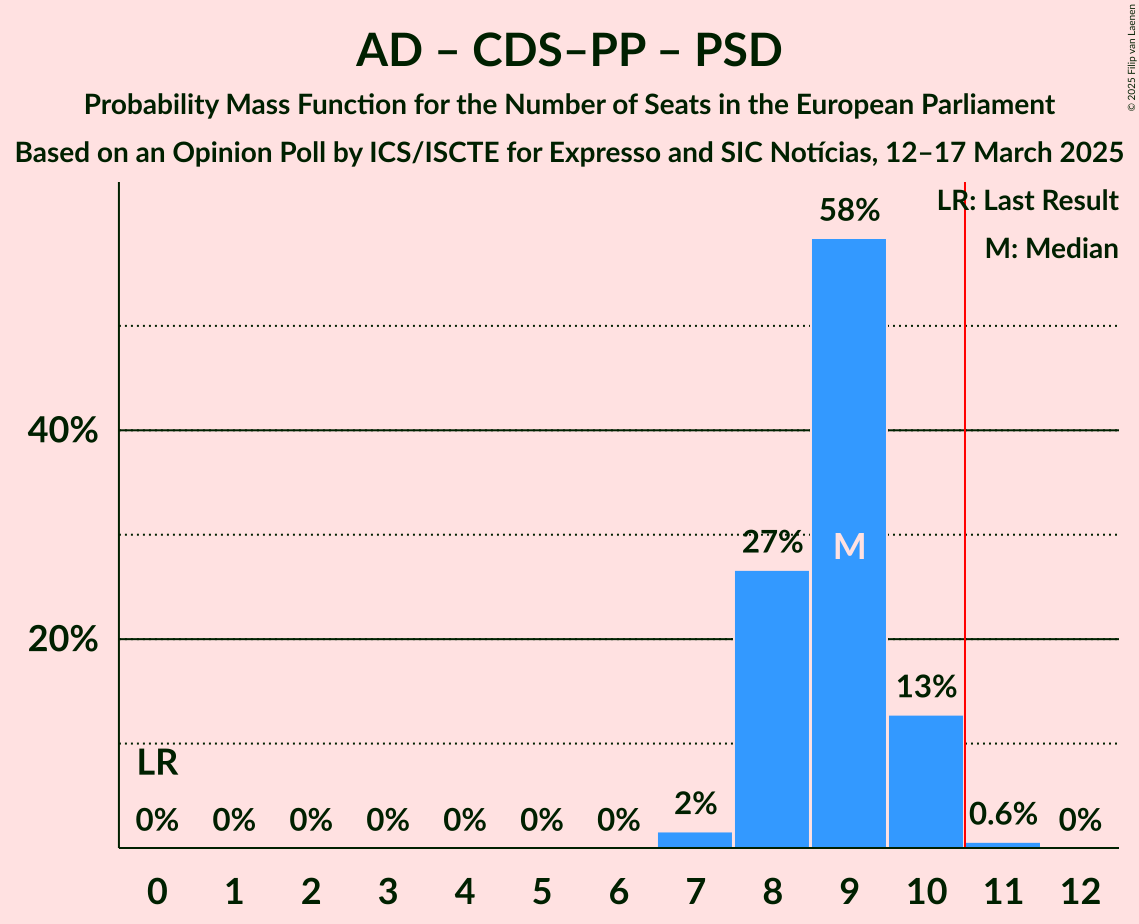 AD – CDS–PP – PSD
Probability Mass Function for the Number of Seats in the European Parliament
Based on an Opinion Poll by ICS/ISCTE for Expresso and SIC Notícias, 12–17 March 2025
© 2025 Filip van Laenen
LR: Last Result
M: Median
58%
40%
27%
M
20%
13%
LR
0% 0% 0% 0% 0% 0% 0% 2% 0.6% 0%
0 1 2 3 4 5 6 7 8 9 10 11 12